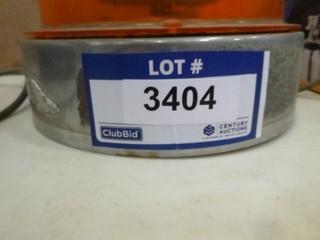 LOT #
3404
ClubBid
CENTURY
AUCTIONS